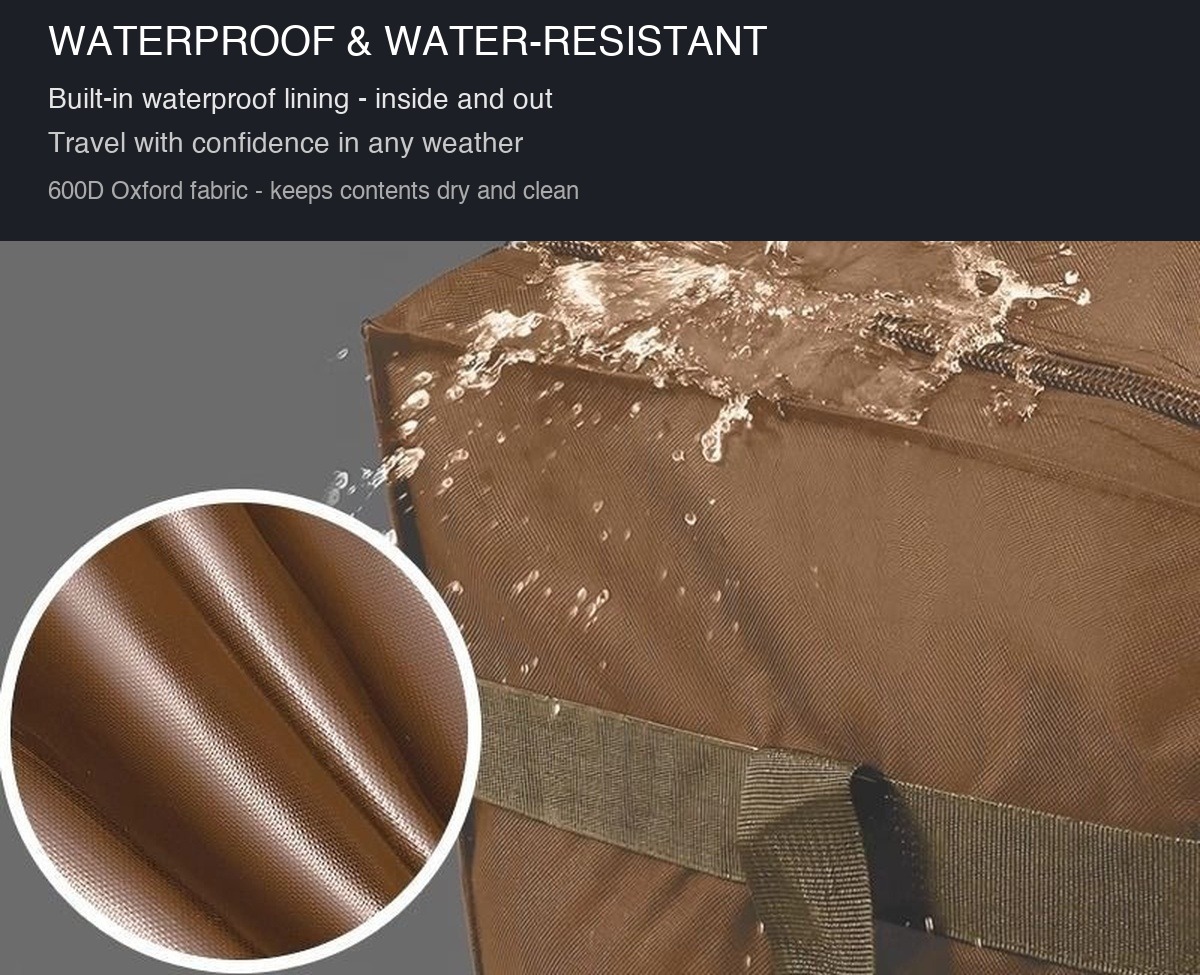 WATERPROOF & WATER-RESISTANT
Built-in waterproof lining - inside and out
Travel with confidence in any weather
600D Oxford fabric - keeps contents dry and clean